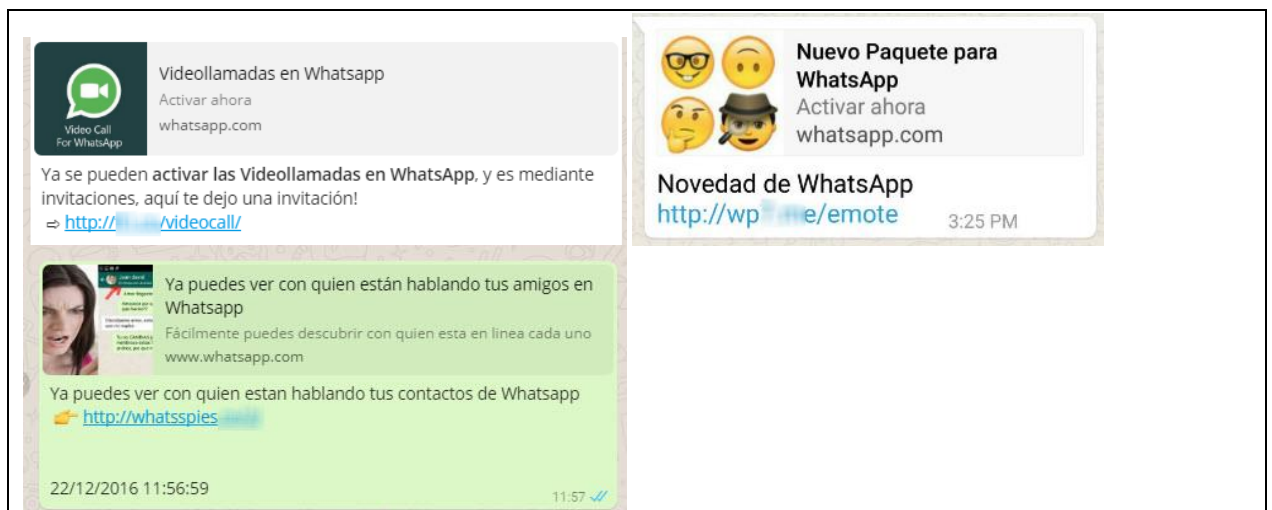 Video Call
For WhatsApp
Videollamadas en Whatsapp
Activar ahora
whatsapp.com
Ya se pueden activar las Videollamadas en WhatsApp, y es mediante
invitaciones, aquí te dejo una invitación!
⇨ http:// /videocall/
Nuevo Paquete para
WhatsApp
Activar ahora
whatsapp.com
Novedad de WhatsApp
http://wp e/emote
3:25 PM
Ya puedes ver con quien están hablando tus amigos en
Whatsapp
Fácilmente puedes descubrir con quien esta en linea cada uno
www.whatsapp.com
Ya puedes ver con quien estan hablando tus contactos de Whatsapp
👉 http://whatsspies
22/12/2016 11:56:59
11:57